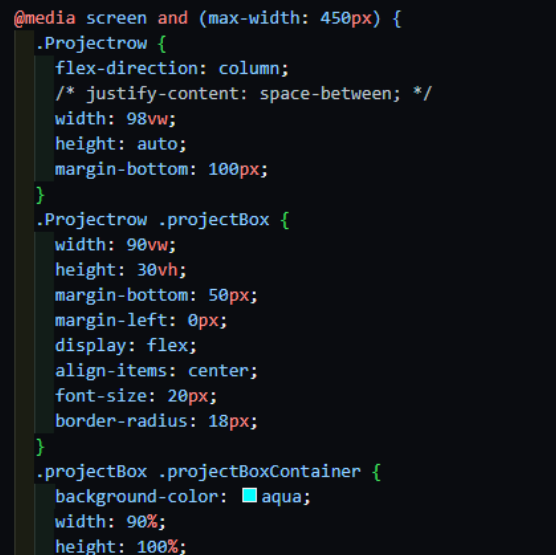 @media screen and (max-width: 450px) {
.Projectrow {
flex-direction: column;
/* justify-content: space-between; */
width: 98vw;
height: auto;
margin-bottom: 100px;
}
.Projectrow .projectBox {
width: 90vw;
height: 30vh;
margin-bottom: 50px;
margin-left: 0px;
display: flex;
align-items: center;
font-size: 20px;
border-radius: 18px;
}
.projectBox .projectBoxContainer {
background-color: aqua;
width: 90%;
height: 100%;